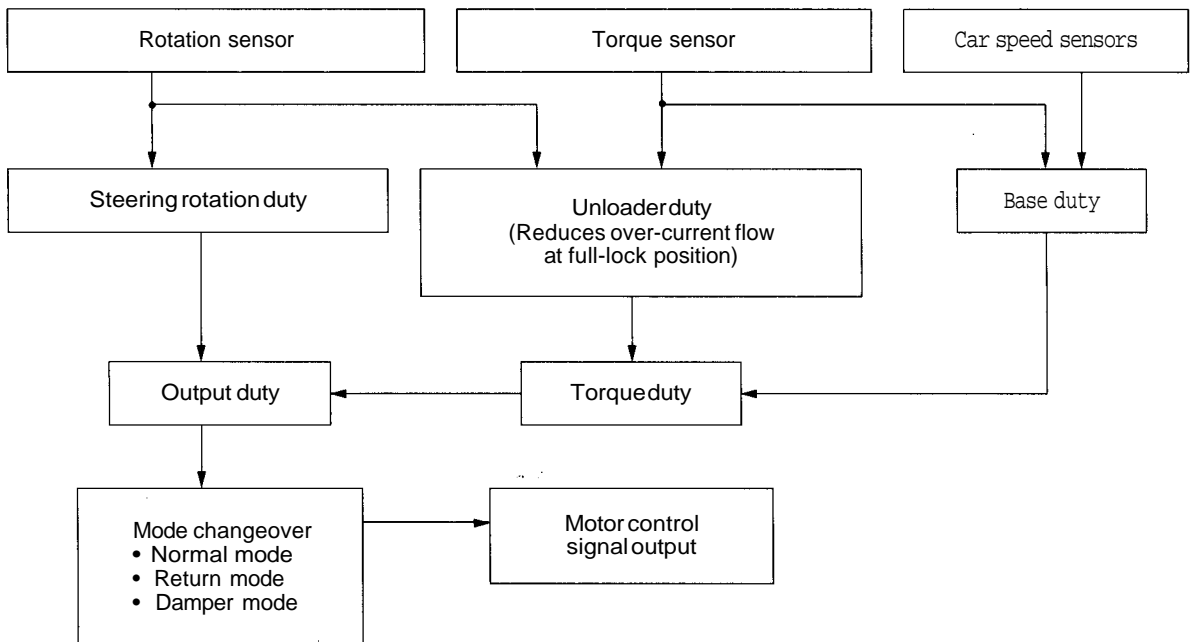 Rotation sensor
Torque sensor
Car speed sensors
Steering rotation duty
Unloader duty
(Reduces over-current flow
at full-lock position)
Base duty
Output duty
Torque duty
Mode changeover
• Normal mode
• Return mode
• Damper mode
Motor control
signal output